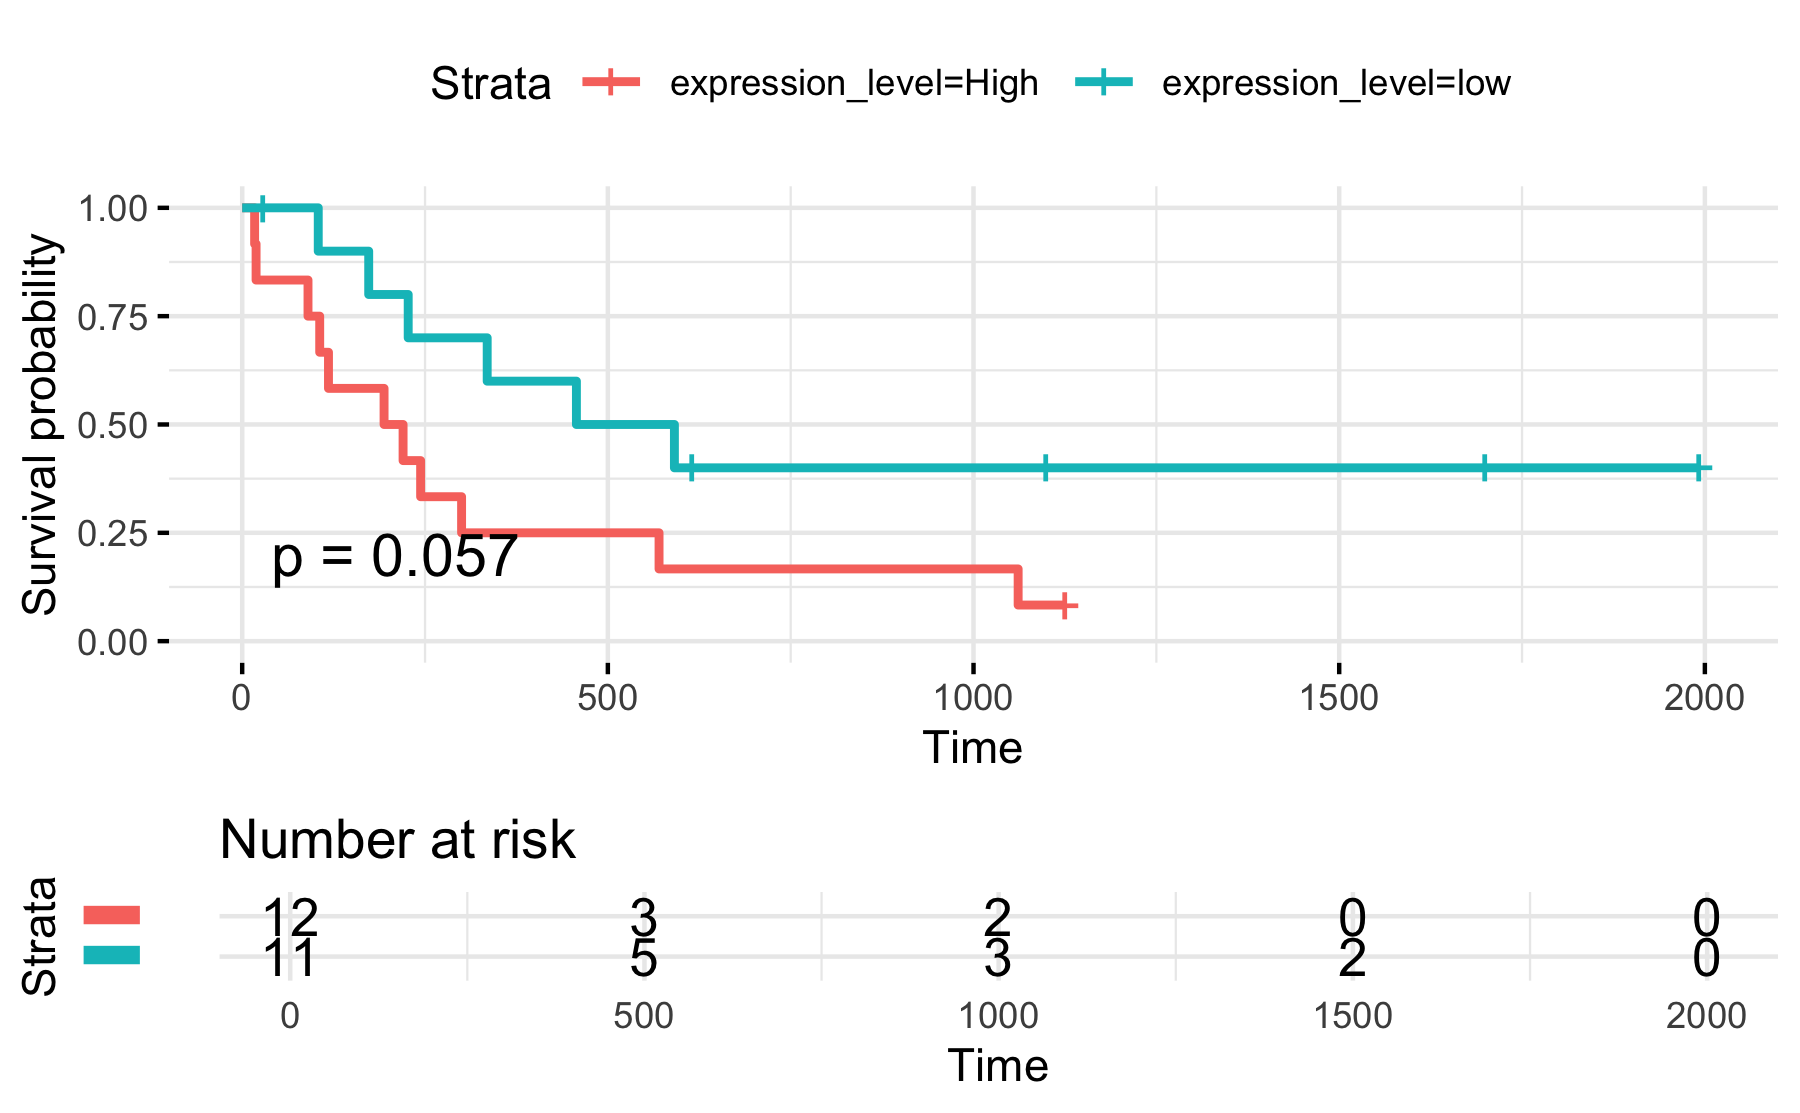 Strata expression_level=High expression_level=low
Survival probability
1.00
0.75
0.50
0.25
0.00
p = 0.057
0 500 1000 1500 2000
Time
Number at risk
Strata
12 3 2 0 0
11 5 3 2 0
0 500 1000 1500 2000
Time